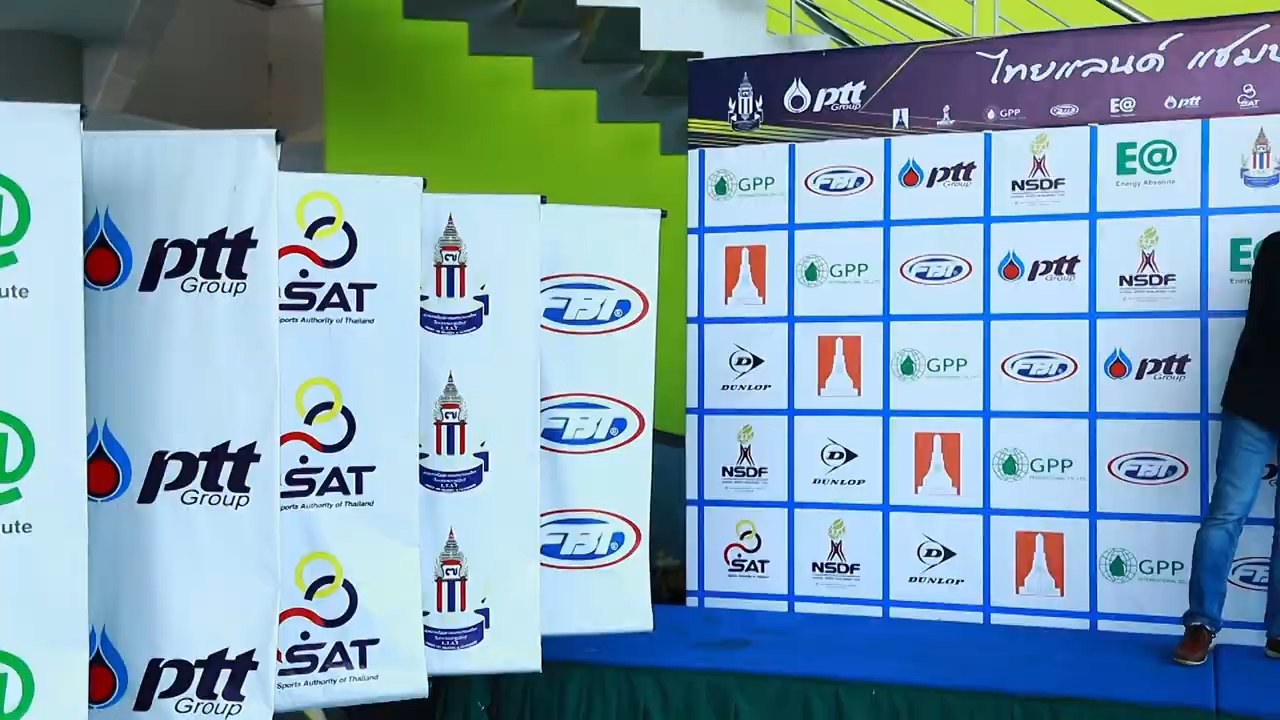 @
ute
@
ute
@
ptt
Group
ptt
Group
ptt
Group
SAT
Sports Authority of Thailand
SAT
Sports Authority of Thailand
SAT
Sports Authority of Thailand
L.T.A.T
L.T.A.T
L.T.A.T
FBT®
FBT®
FBT®
ไทยแลนด์ แชมป
ptt
Group
GPP
FBT
E@
ptt
SAT
GPP
FBT
ptt
Group
NSDF
E@
Energy Absolute
GPP
FBT
ptt
Group
NSDF
E
DUNLOP
GPP
FBT
ptt
Group
NSDF
DUNLOP
GPP
FBT
SAT
NSDF
DUNLOP
GPP
FBT